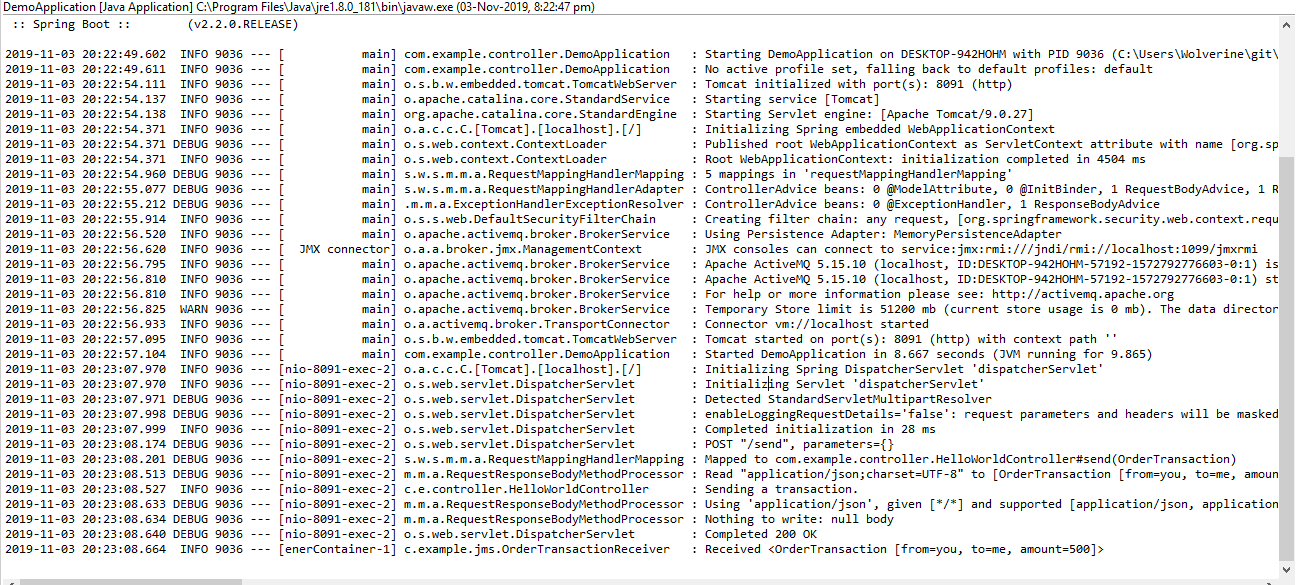 DemoApplication [Java Application] C:\Program Files\Java\jre1.8.0_181\bin\javaw.exe (03-Nov-2019, 8:22:47 pm)
:: Spring Boot ::        (v2.2.0.RELEASE)
2019-11-03 20:22:49.602  INFO 9036 --- [           main] com.example.controller.DemoApplication   : Starting DemoApplication on DESKTOP-942HOHM with PID 9036 (C:\Users\Wolverine\git\
2019-11-03 20:22:49.611  INFO 9036 --- [           main] com.example.controller.DemoApplication   : No active profile set, falling back to default profiles: default
2019-11-03 20:22:54.111  INFO 9036 --- [           main] o.s.b.w.embedded.tomcat.TomcatWebServer  : Tomcat initialized with port(s): 8091 (http)
2019-11-03 20:22:54.137  INFO 9036 --- [           main] o.apache.catalina.core.StandardService   : Starting service [Tomcat]
2019-11-03 20:22:54.138  INFO 9036 --- [           main] org.apache.catalina.core.StandardEngine  : Starting Servlet engine: [Apache Tomcat/9.0.27]
2019-11-03 20:22:54.371  INFO 9036 --- [           main] o.a.c.c.C.[Tomcat].[localhost].[/]       : Initializing Spring embedded WebApplicationContext
2019-11-03 20:22:54.371 DEBUG 9036 --- [           main] o.s.web.context.ContextLoader            : Published root WebApplicationContext as ServletContext attribute with name [org.sp
2019-11-03 20:22:54.371  INFO 9036 --- [           main] o.s.web.context.ContextLoader            : Root WebApplicationContext: initialization completed in 4504 ms
2019-11-03 20:22:54.960 DEBUG 9036 --- [           main] s.w.s.m.m.a.RequestMappingHandlerMapping : 5 mappings in 'requestMappingHandlerMapping'
2019-11-03 20:22:55.077 DEBUG 9036 --- [           main] s.w.s.m.m.a.RequestMappingHandlerAdapter : ControllerAdvice beans: 0 @ModelAttribute, 0 @InitBinder, 1 RequestBodyAdvice, 1 R
2019-11-03 20:22:55.212 DEBUG 9036 --- [           main] .m.m.a.ExceptionHandlerExceptionResolver : ControllerAdvice beans: 0 @ExceptionHandler, 1 ResponseBodyAdvice
2019-11-03 20:22:55.914  INFO 9036 --- [           main] o.s.s.web.DefaultSecurityFilterChain     : Creating filter chain: any request, [org.springframework.security.web.context.requ
2019-11-03 20:22:56.520  INFO 9036 --- [           main] o.apache.activemq.broker.BrokerService   : Using Persistence Adapter: MemoryPersistenceAdapter
2019-11-03 20:22:56.620  INFO 9036 --- [  JMX connector] o.a.a.broker.jmx.ManagementContext       : JMX consoles can connect to service:jmx:rmi:///jndi/rmi://localhost:1099/jmxrmi
2019-11-03 20:22:56.795  INFO 9036 --- [           main] o.apache.activemq.broker.BrokerService   : Apache ActiveMQ 5.15.10 (localhost, ID:DESKTOP-942HOHM-57192-1572792776603-0:1) is
2019-11-03 20:22:56.810  INFO 9036 --- [           main] o.apache.activemq.broker.BrokerService   : Apache ActiveMQ 5.15.10 (localhost, ID:DESKTOP-942HOHM-57192-1572792776603-0:1) st
2019-11-03 20:22:56.810  INFO 9036 --- [           main] o.apache.activemq.broker.BrokerService   : For help or more information please see: http://activemq.apache.org
2019-11-03 20:22:56.825  WARN 9036 --- [           main] o.apache.activemq.broker.BrokerService   : Temporary Store limit is 51200 mb (current store usage is 0 mb). The data director
2019-11-03 20:22:56.933  INFO 9036 --- [           main] o.a.activemq.broker.TransportConnector   : Connector vm://localhost started
2019-11-03 20:22:57.095  INFO 9036 --- [           main] o.s.b.w.embedded.tomcat.TomcatWebServer  : Tomcat started on port(s): 8091 (http) with context path ''
2019-11-03 20:22:57.104  INFO 9036 --- [           main] com.example.controller.DemoApplication   : Started DemoApplication in 8.667 seconds (JVM running for 9.865)
2019-11-03 20:23:07.970  INFO 9036 --- [nio-8091-exec-2] o.a.c.c.C.[Tomcat].[localhost].[/]       : Initializing Spring DispatcherServlet 'dispatcherServlet'
2019-11-03 20:23:07.970  INFO 9036 --- [nio-8091-exec-2] o.s.web.servlet.DispatcherServlet        : Initializing Servlet 'dispatcherServlet'
2019-11-03 20:23:07.971 DEBUG 9036 --- [nio-8091-exec-2] o.s.web.servlet.DispatcherServlet        : Detected StandardServletMultipartResolver
2019-11-03 20:23:07.998 DEBUG 9036 --- [nio-8091-exec-2] o.s.web.servlet.DispatcherServlet        : enableLoggingRequestDetails='false': request parameters and headers will be masked
2019-11-03 20:23:07.999  INFO 9036 --- [nio-8091-exec-2] o.s.web.servlet.DispatcherServlet        : Completed initialization in 28 ms
2019-11-03 20:23:08.174 DEBUG 9036 --- [nio-8091-exec-2] o.s.web.servlet.DispatcherServlet        : POST "/send", parameters={}
2019-11-03 20:23:08.201 DEBUG 9036 --- [nio-8091-exec-2] s.w.s.m.m.a.RequestMappingHandlerMapping : Mapped to com.example.controller.HelloWorldController#send(OrderTransaction)
2019-11-03 20:23:08.513 DEBUG 9036 --- [nio-8091-exec-2] m.m.a.RequestResponseBodyMethodProcessor : Read "application/json;charset=UTF-8" to [OrderTransaction [from=you, to=me, amoun
2019-11-03 20:23:08.527  INFO 9036 --- [nio-8091-exec-2] c.e.controller.HelloWorldController      : Sending a transaction.
2019-11-03 20:23:08.633 DEBUG 9036 --- [nio-8091-exec-2] m.m.a.RequestResponseBodyMethodProcessor : Using 'application/json', given [*/*] and supported [application/json, application
2019-11-03 20:23:08.634 DEBUG 9036 --- [nio-8091-exec-2] m.m.a.RequestResponseBodyMethodProcessor : Nothing to write: null body
2019-11-03 20:23:08.640 DEBUG 9036 --- [nio-8091-exec-2] o.s.web.servlet.DispatcherServlet        : Completed 200 OK
2019-11-03 20:23:08.664  INFO 9036 --- [enerContainer-1] c.example.jms.OrderTransactionReceiver   : Received <OrderTransaction [from=you, to=me, amount=500]>